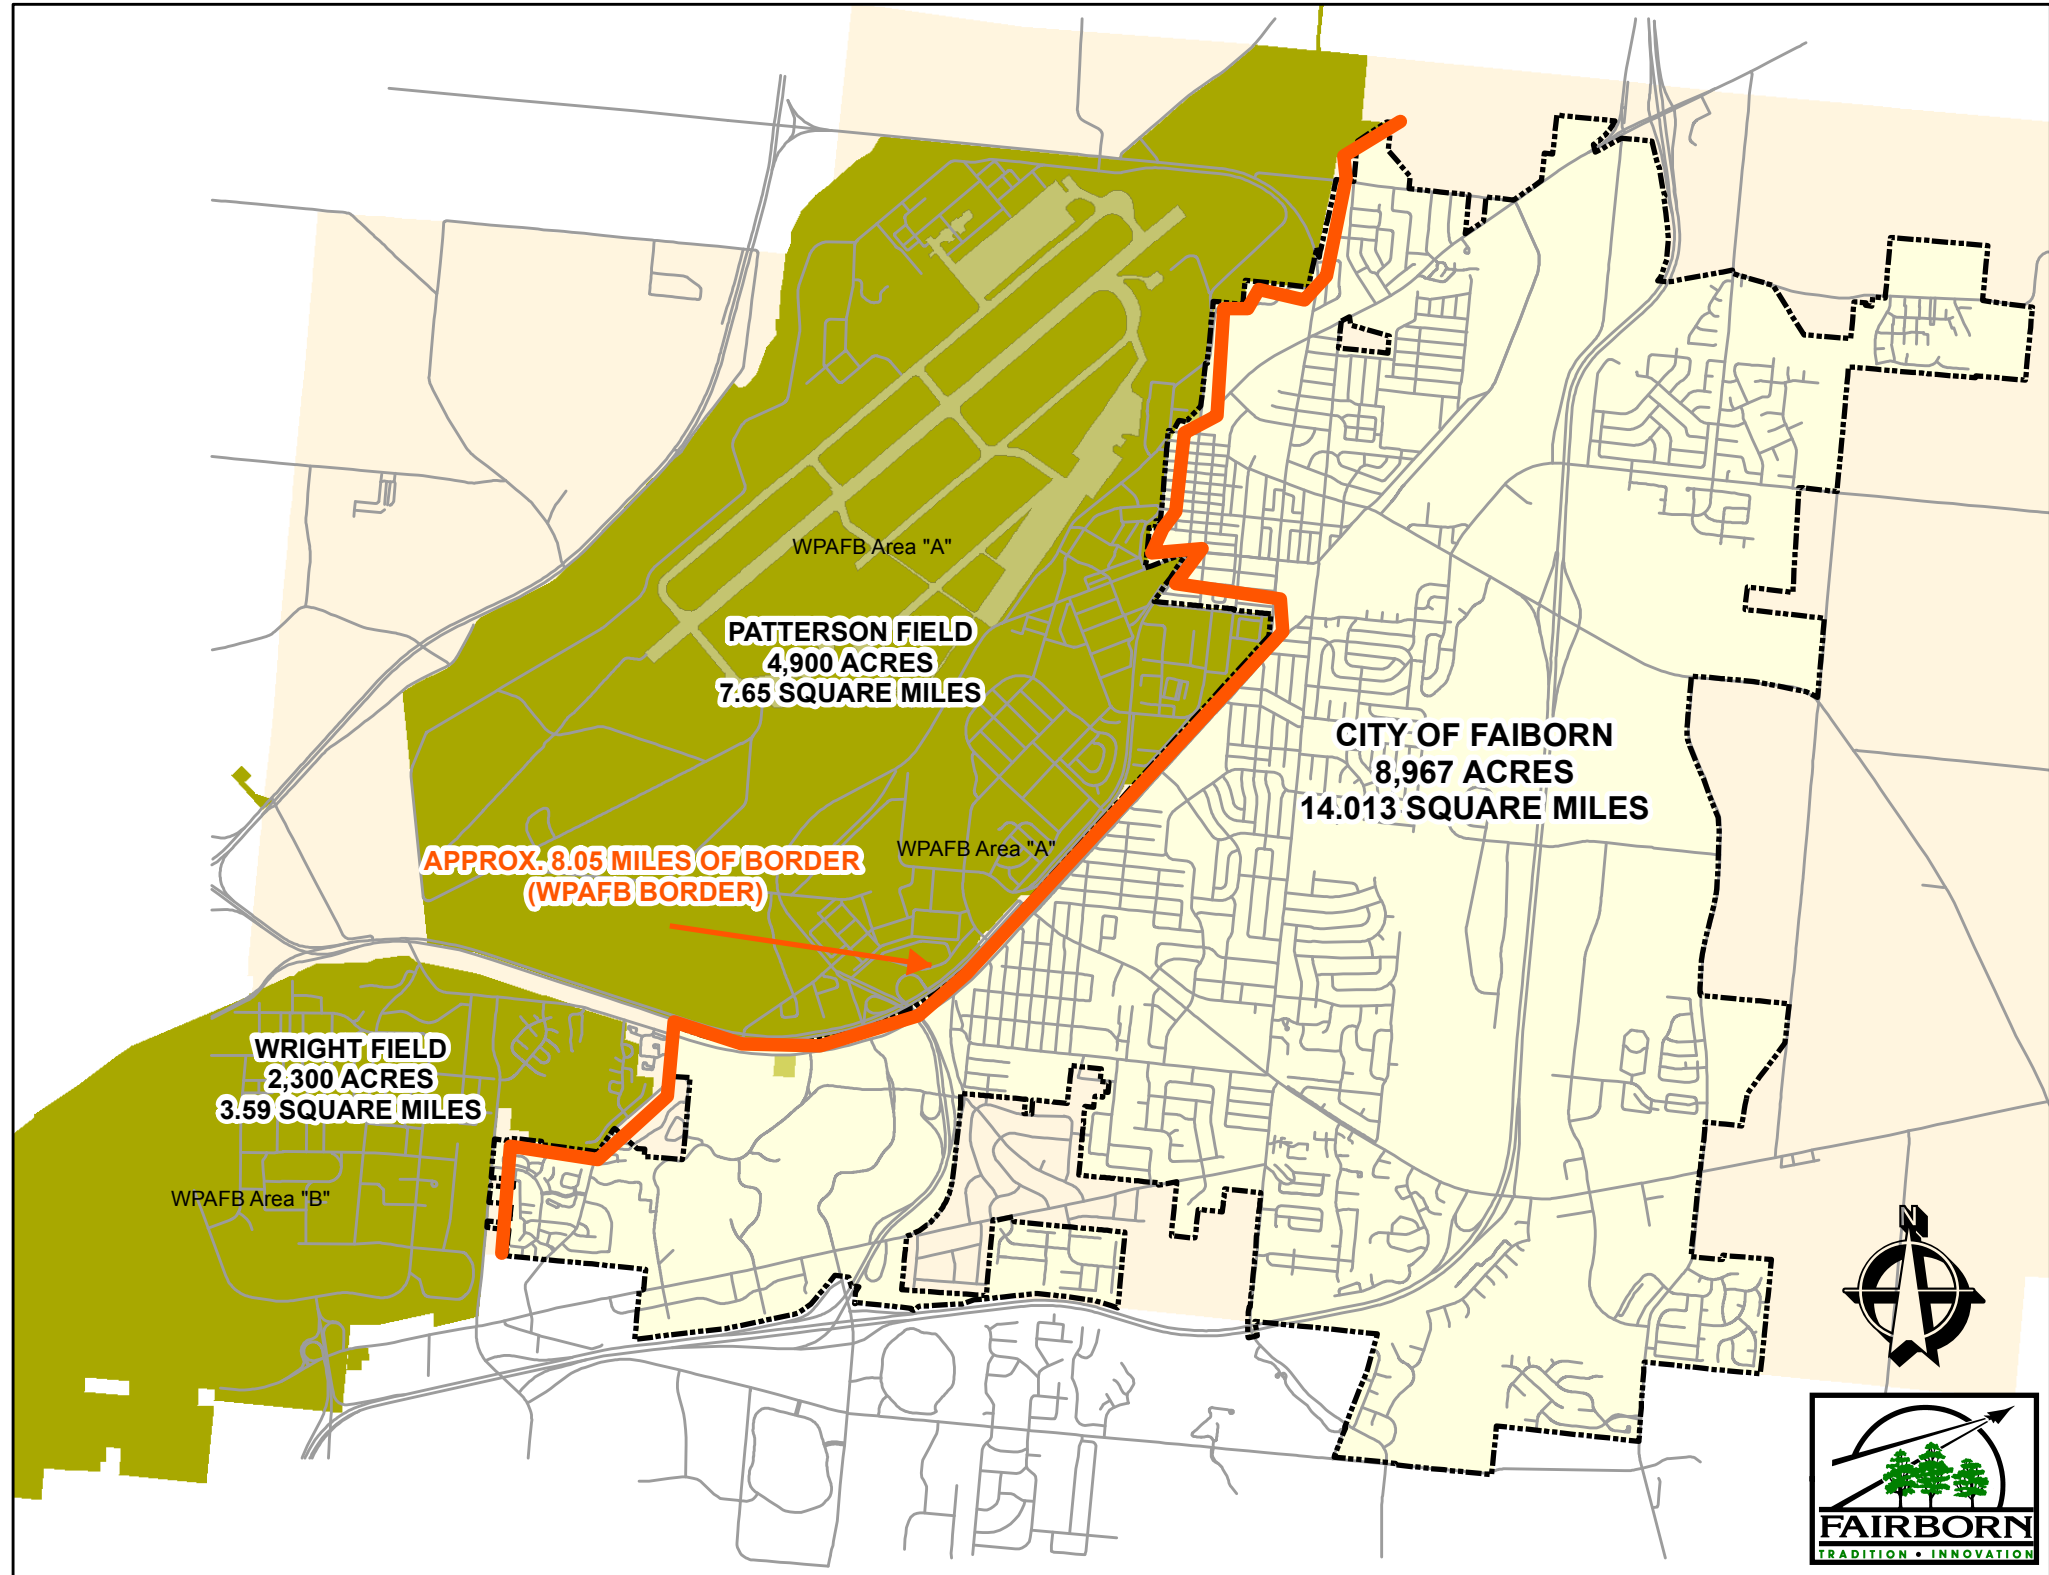 WPAFB Area "A"
PATTERSON FIELD
4,900 ACRES
7.65 SQUARE MILES
CITY OF FAIBORN
8,967 ACRES
14.013 SQUARE MILES
WPAFB Area "A"
APPROX. 8.05 MILES OF BORDER
(WPAFB BORDER)
WRIGHT FIELD
2,300 ACRES
3.59 SQUARE MILES
WPAFB Area "B"
N
FAIRBORN
TRADITION • INNOVATION